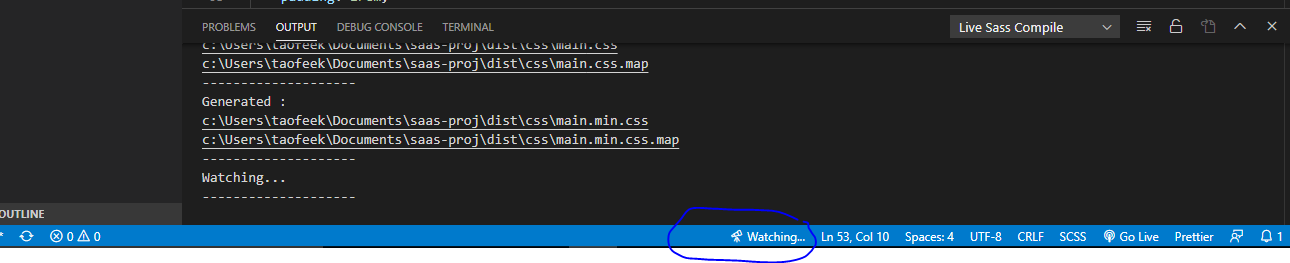 PROBLEMS OUTPUT DEBUG CONSOLE TERMINAL Live Sass Compile
c:\Users\taofeek\Documents\saas-proj\dist\css\main.css
c:\Users\taofeek\Documents\saas-proj\dist\css\main.css.map
--------------------
Generated :
c:\Users\taofeek\Documents\saas-proj\dist\css\main.min.css
c:\Users\taofeek\Documents\saas-proj\dist\css\main.min.css.map
--------------------
Watching...
--------------------
OUTLINE
0 0 Watching... Ln 53, Col 10 Spaces: 4 UTF-8 CRLF SCSS Go Live Prettier 1